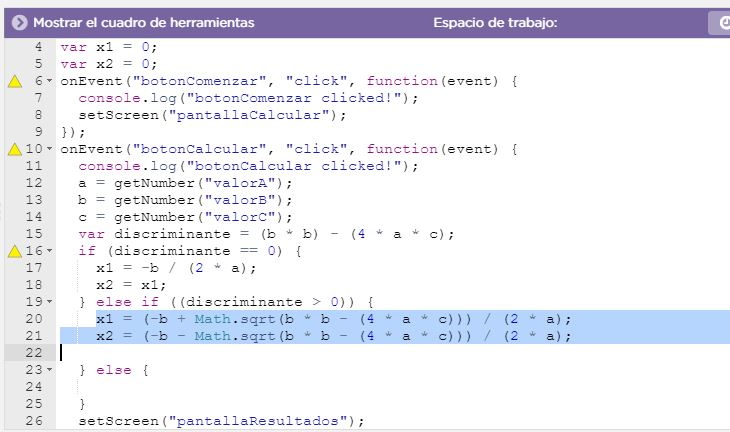 Mostrar el cuadro de herramientas Espacio de trabajo:
4 var x1 = 0;
5 var x2 = 0;
6 onEvent("botonComenzar", "click", function(event) {
7 console.log("botonComenzar clicked!");
8 setScreen("pantallaCalcular");
9 });
10 onEvent("botonCalcular", "click", function(event) {
11 console.log("botonCalcular clicked!");
12 a = getNumber("valorA");
13 b = getNumber("valorB");
14 c = getNumber("valorC");
15 var discriminante = (b * b) - (4 * a * c);
16 if (discriminante == 0) {
17 x1 = -b / (2 * a);
18 x2 = x1;
19 } else if ((discriminante > 0)) {
20 x1 = (-b + Math.sqrt(b * b - (4 * a * c))) / (2 * a);
21 x2 = (-b - Math.sqrt(b * b - (4 * a * c))) / (2 * a);
22
23 } else {
24
25 }
26 setScreen("pantallaResultados");